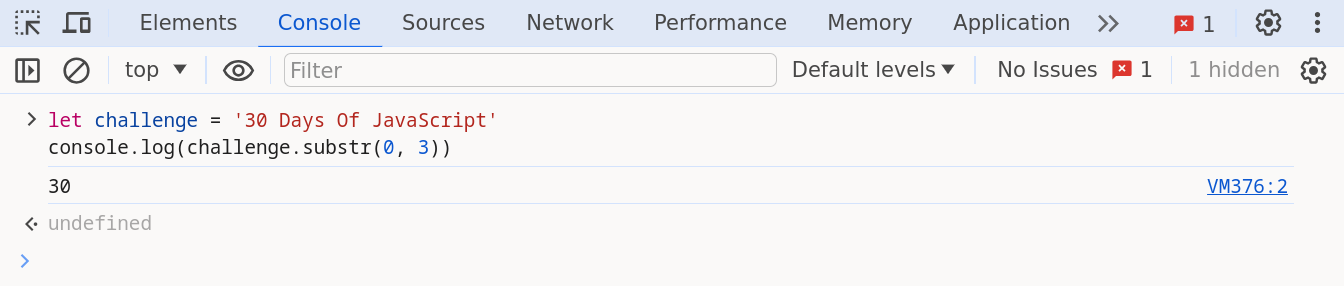 Elements Console Sources Network Performance Memory Application 1
top Filter Default levels No Issues 1 1 hidden
let challenge = '30 Days Of JavaScript'
console.log(challenge.substr(0, 3))
30 VM376:2
undefined